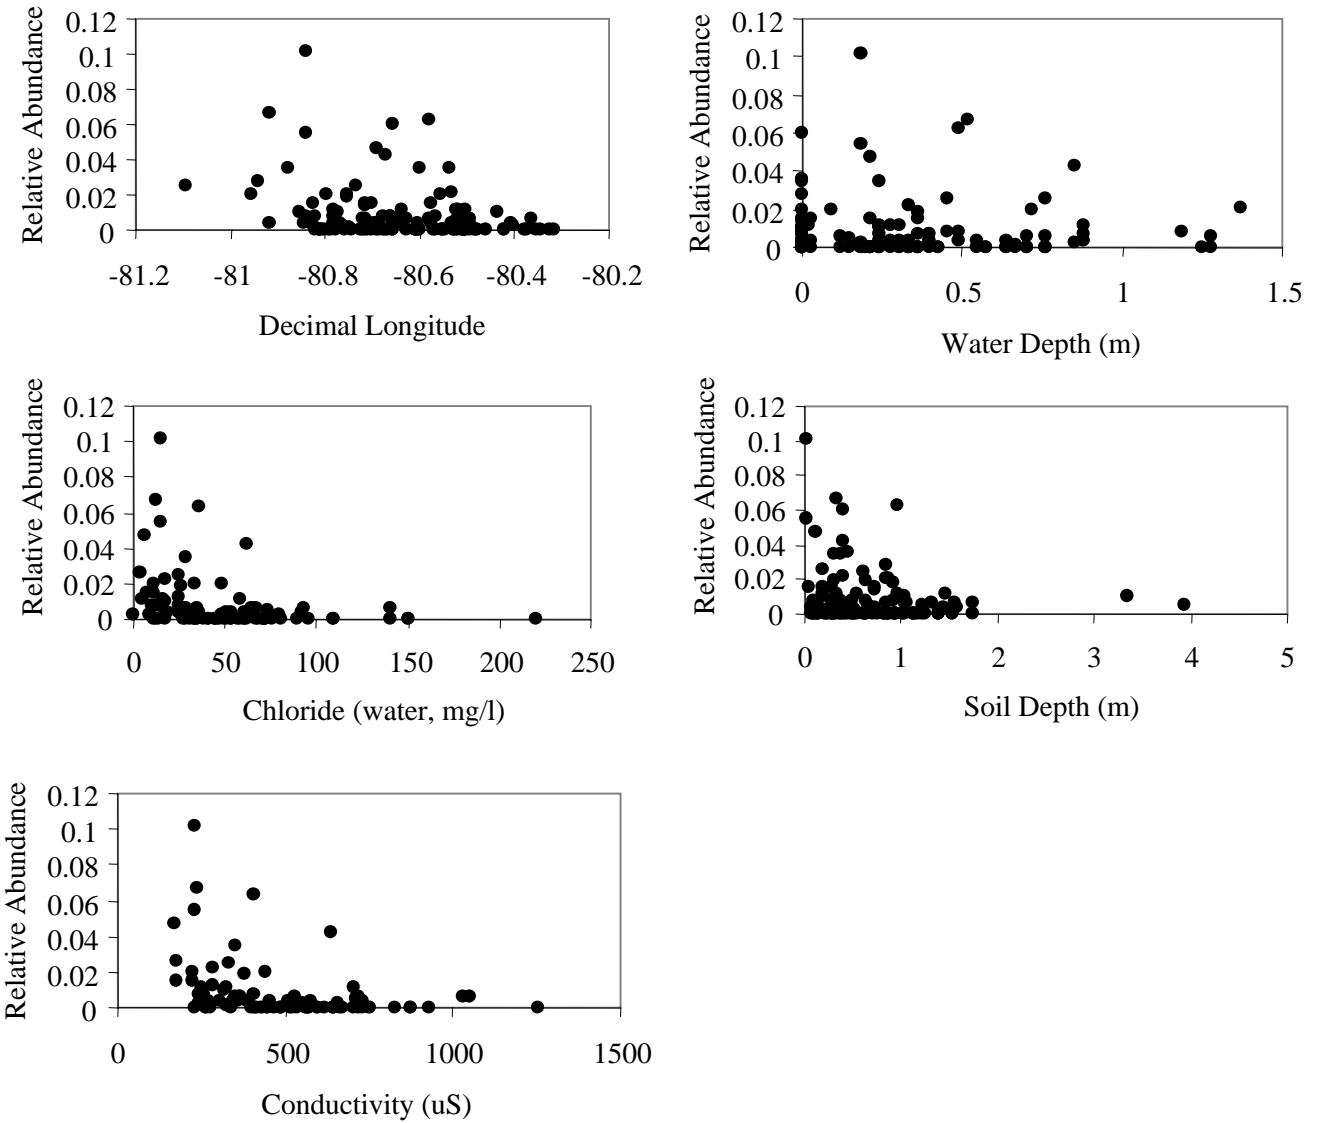 Relative Abundance
0.12
0.1
0.08
0.06
0.04
0.02
0
-81.2 -81 -80.8 -80.6 -80.4 -80.2
Decimal Longitude
Relative Abundance
0.12
0.1
0.08
0.06
0.04
0.02
0
0 0.5 1 1.5
Water Depth (m)
Relative Abundance
0.12
0.1
0.08
0.06
0.04
0.02
0
0 50 100 150 200 250
Chloride (water, mg/l)
Relative Abundance
0.12
0.1
0.08
0.06
0.04
0.02
0
0 1 2 3 4 5
Soil Depth (m)
Relative Abundance
0.12
0.1
0.08
0.06
0.04
0.02
0
0 500 1000 1500
Conductivity (uS)